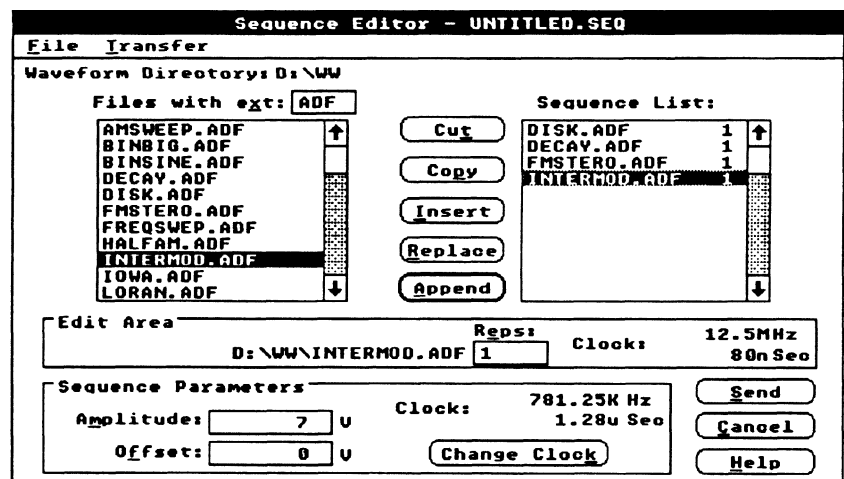 Sequence Editor - UNTITLED.SEQ
File Transfer
Waveform Directory: D:\WW
Files with ext: ADF
AMSWEEP.ADF
BINBIG.ADF
BINSINE.ADF
DECAY.ADF
DISK.ADF
FMSTERO.ADF
FREQSWEP.ADF
HALFAM.ADF
INTERMOD.ADF
IOWA.ADF
LORAN.ADF
Cut
Copy
Insert
Replace
Append
Sequence List:
DISK.ADF 1
DECAY.ADF 1
FMSTERO.ADF 1
INTERMOD.ADF 1
Edit Area
D:\WW\INTERMOD.ADF
Reps:
1
Clock:
12.5MHz
80nSec
Sequence Parameters
Amplitude: 7 V
Offset: 0 V
Clock:
781.25K Hz
1.28u Sec
Change Clock
Send
Cancel
Help